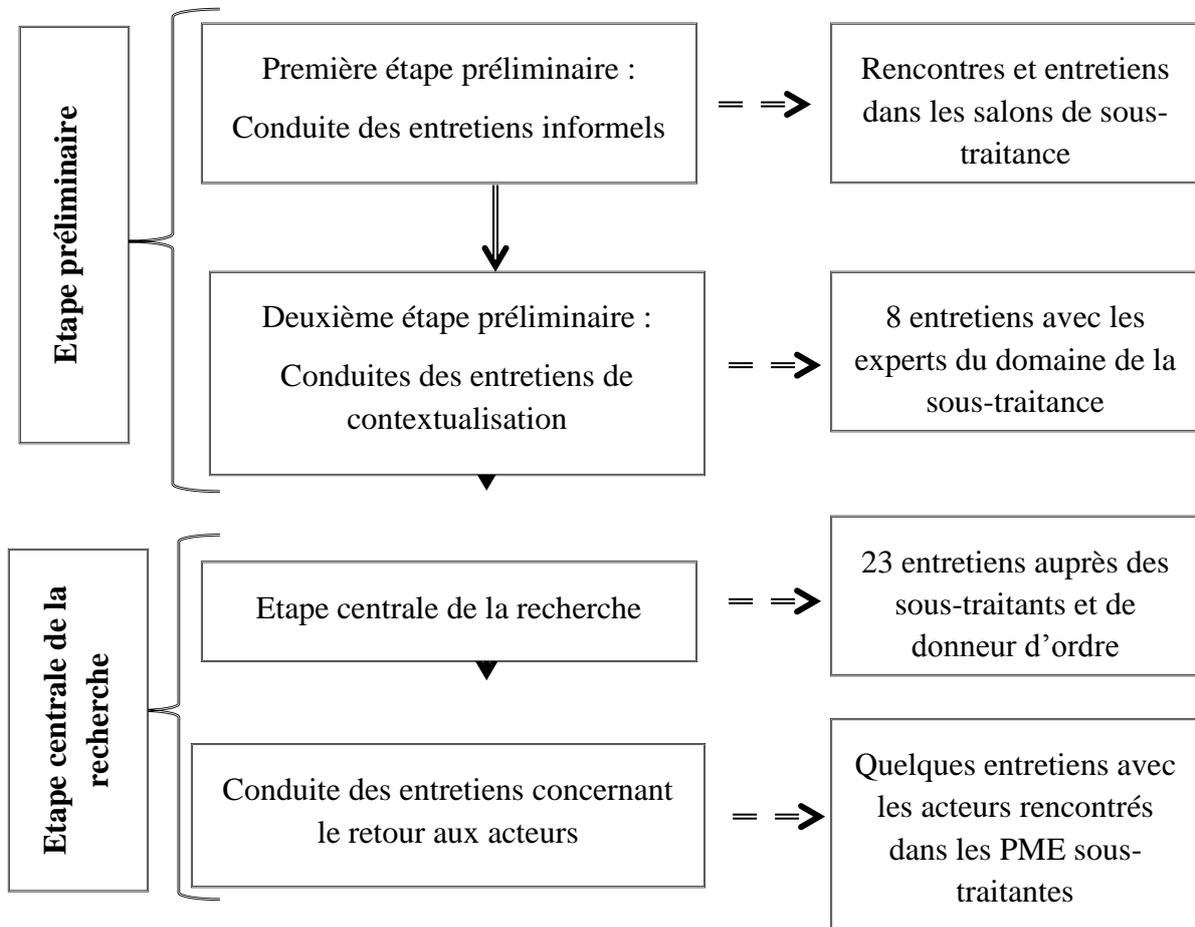 Etape préliminaire
Première étape préliminaire :
Conduite des entretiens informels
Rencontres et entretiens
dans les salons de sous-
traitance
Deuxième étape préliminaire :
Conduites des entretiens de
contextualisation
8 entretiens avec les
experts du domaine de la
sous-traitance
Etape centrale de la
recherche
Etape centrale de la recherche
23 entretiens auprès des
sous-traitants et de
donneur d’ordre
Conduite des entretiens concernant
le retour aux acteurs
Quelques entretiens avec
les acteurs rencontrés
dans les PME sous-
traitantes